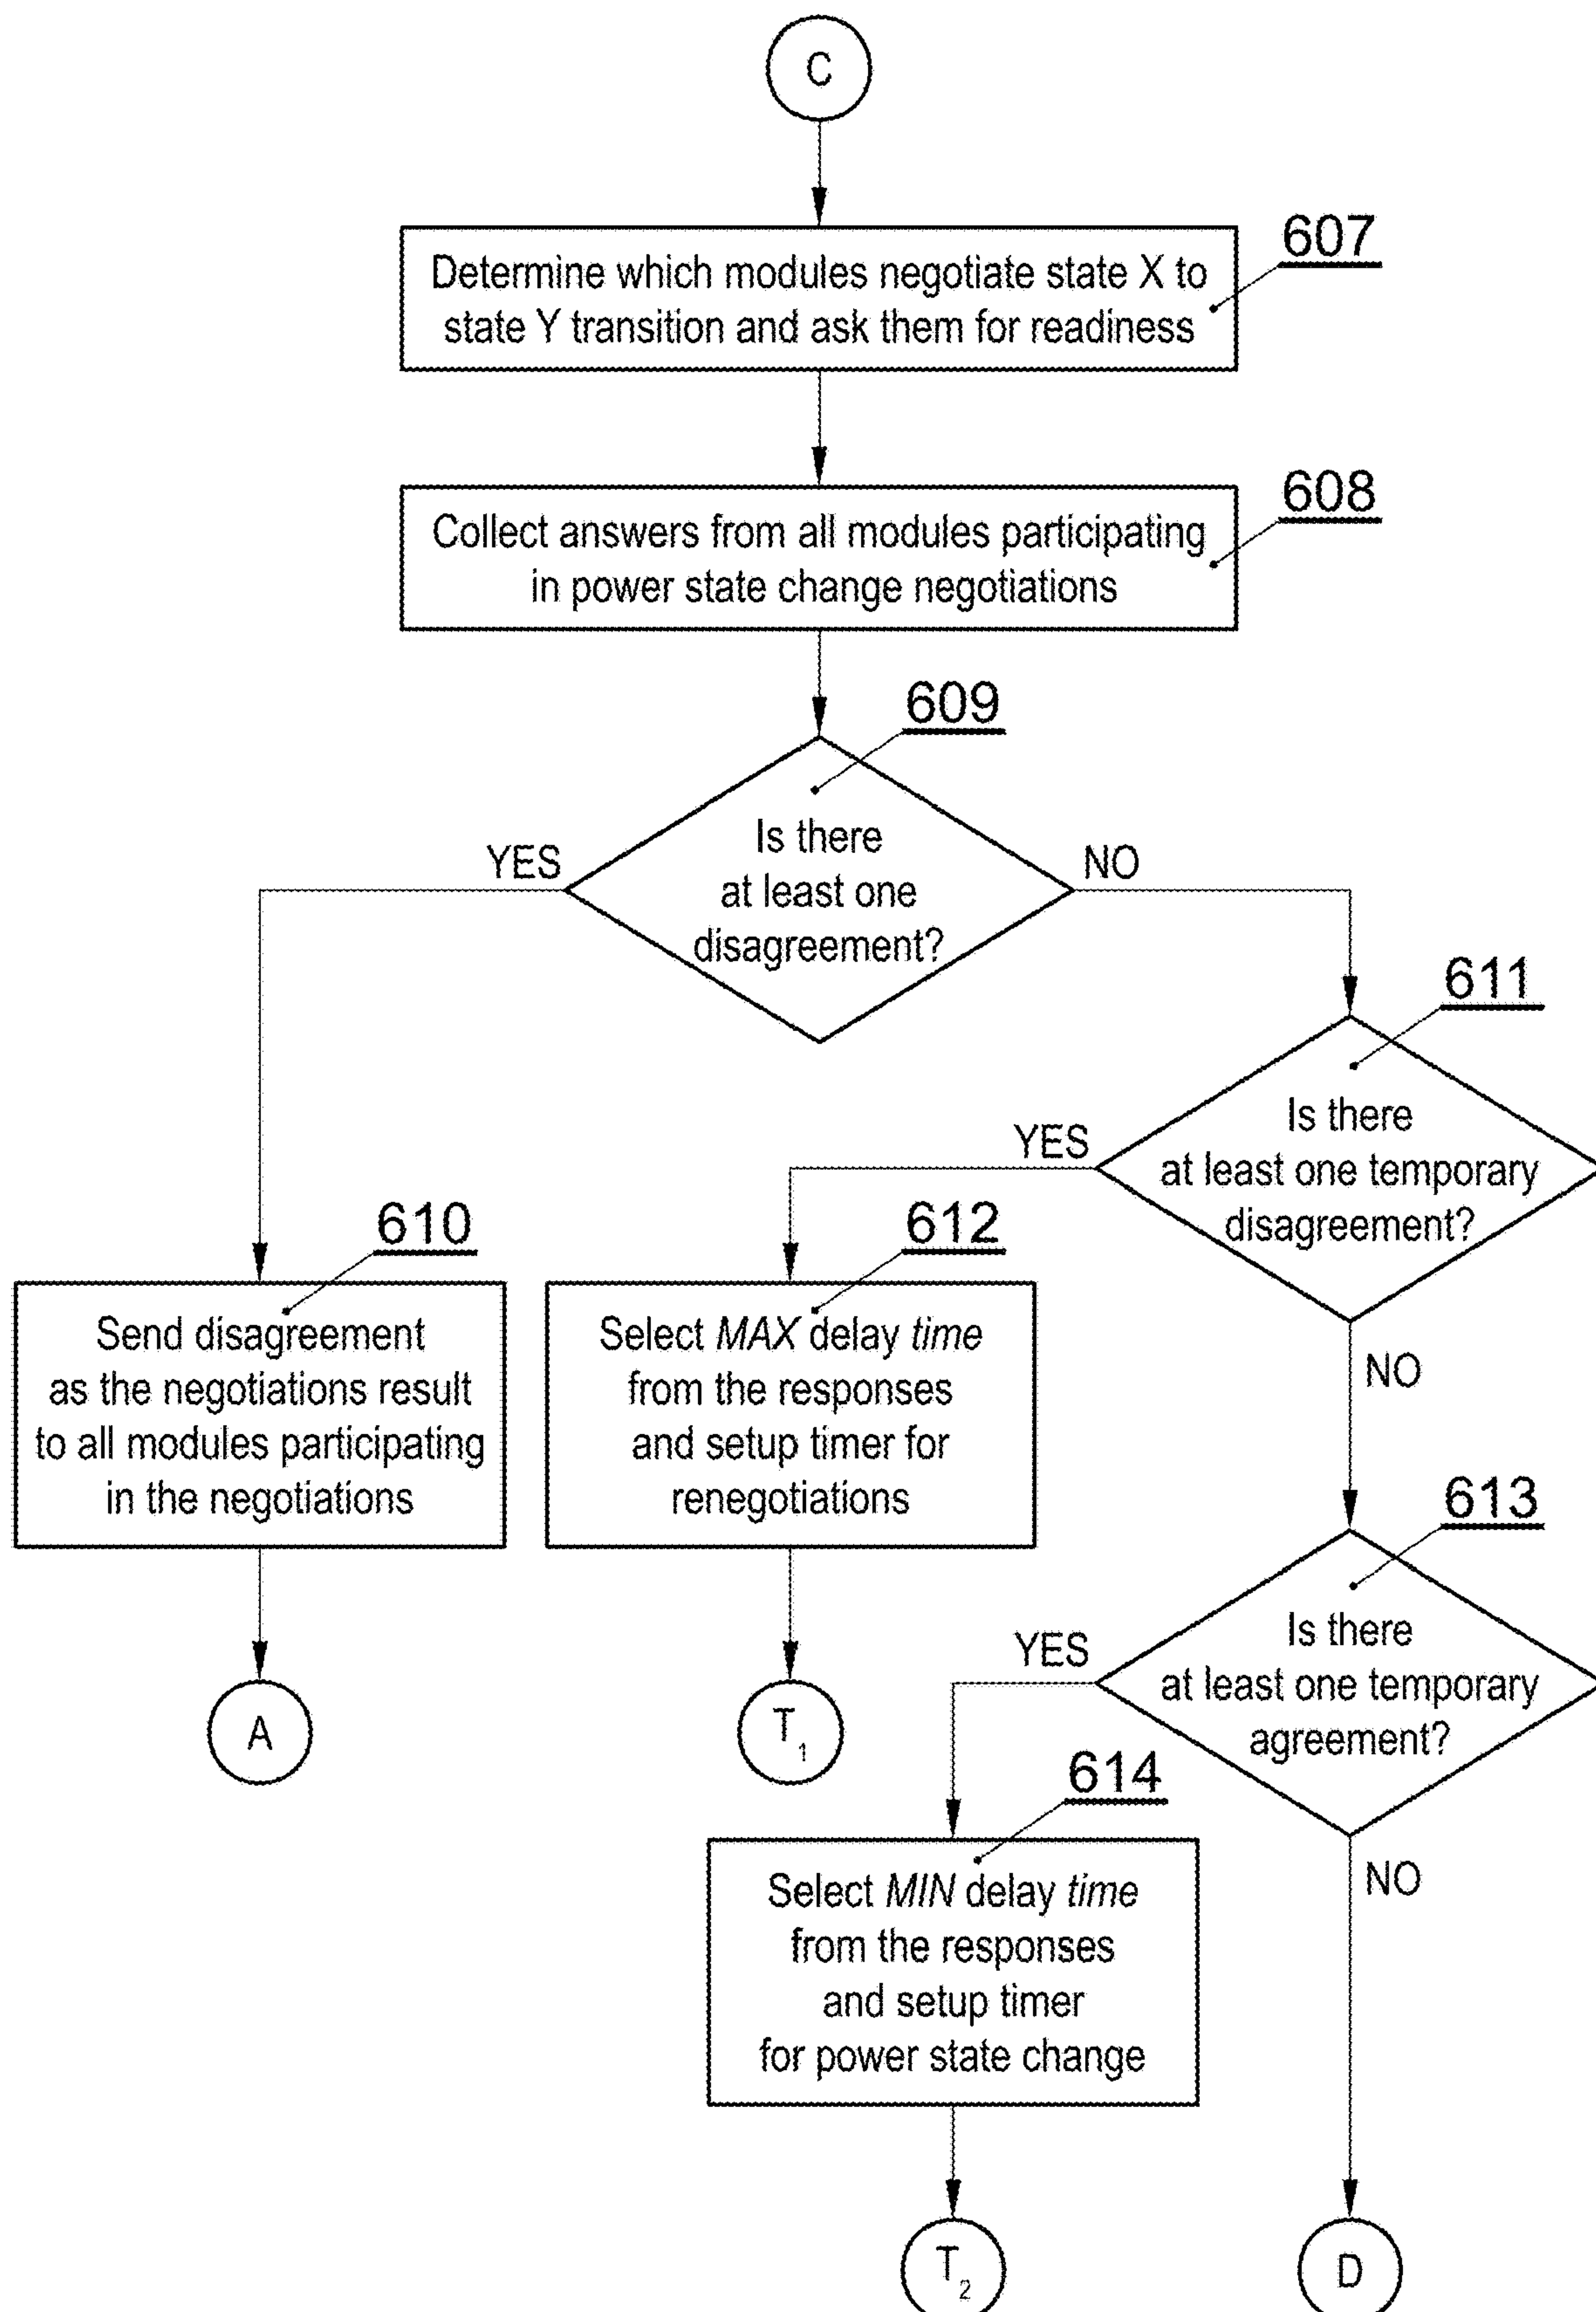 C
607
Determine which modules negotiate state X to
state Y transition and ask them for readiness
608
Collect answers from all modules participating
in power state change negotiations
609
Is there
at least one
disagreement?
YES
NO
611
Is there
at least one temporary
disagreement?
YES
NO
610
Send disagreement
as the negotiations result
to all modules participating
in the negotiations
612
Select MAX delay time
from the responses
and setup timer for
renegotiations
613
Is there
at least one temporary
agreement?
YES
NO
A
T1
614
Select MIN delay time
from the responses
and setup timer
for power state change
T2
D